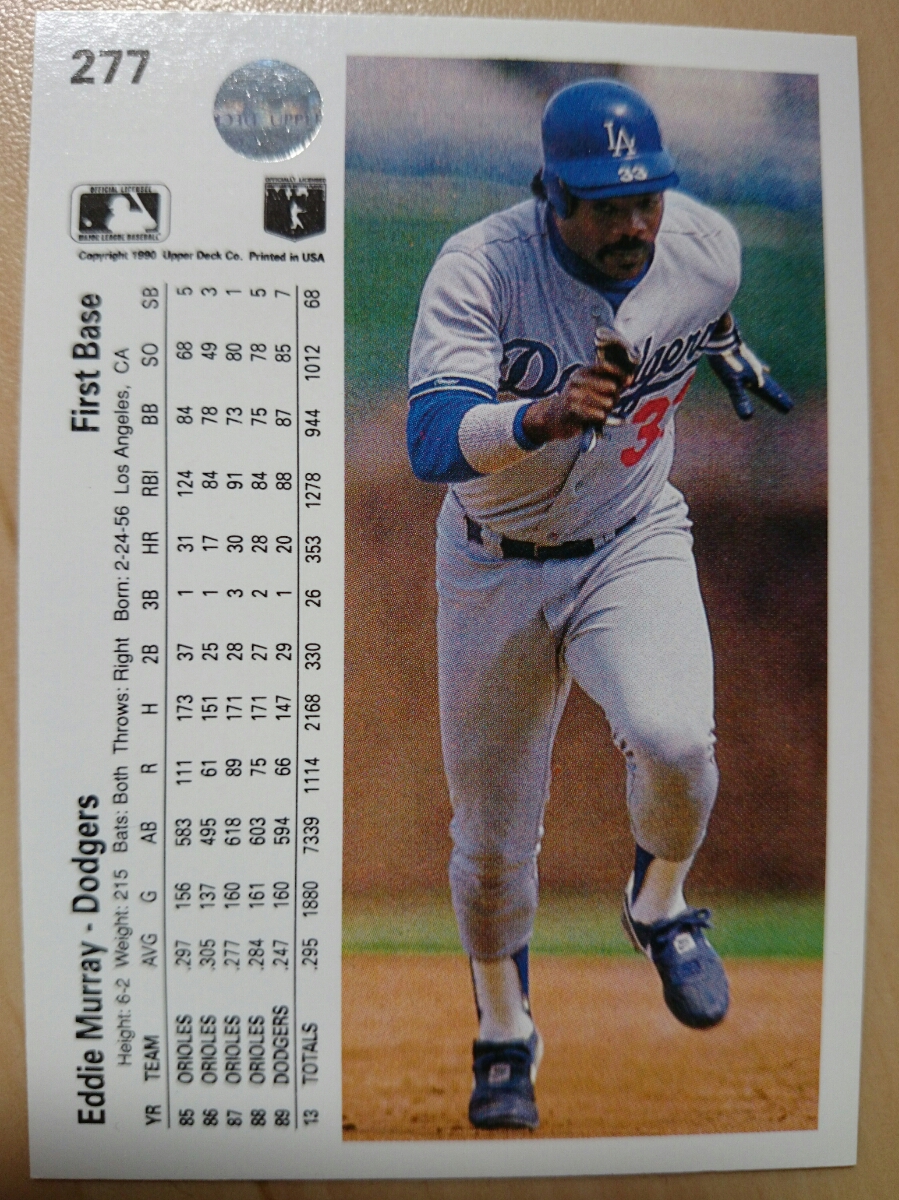 277
OFFICIAL LICENSEE
MAJOR LEAGUE BASEBALL
Copyright 1990 Upper Deck Co. Printed in USA
Eddie Murray - Dodgers First Base
Height: 6-2 Weight: 215 Bats: Both Throws: Right Born: 2-24-56 Los Angeles, CA
YR TEAM AVG G AB R H 2B 3B HR RBI BB SO SB
85 ORIOLES .297 156 583 111 173 37 1 31 124 84 68 5
86 ORIOLES .305 137 495 61 151 25 1 17 84 78 49 3
87 ORIOLES .277 160 618 89 171 28 3 30 91 73 80 1
88 ORIOLES .284 161 603 75 171 27 2 28 84 75 78 5
89 DODGERS .247 160 594 66 147 29 1 20 88 87 85 7
13 TOTALS .295 1880 7339 1114 2168 330 26 353 1278 944 1012 68
LA
33
Dodgers